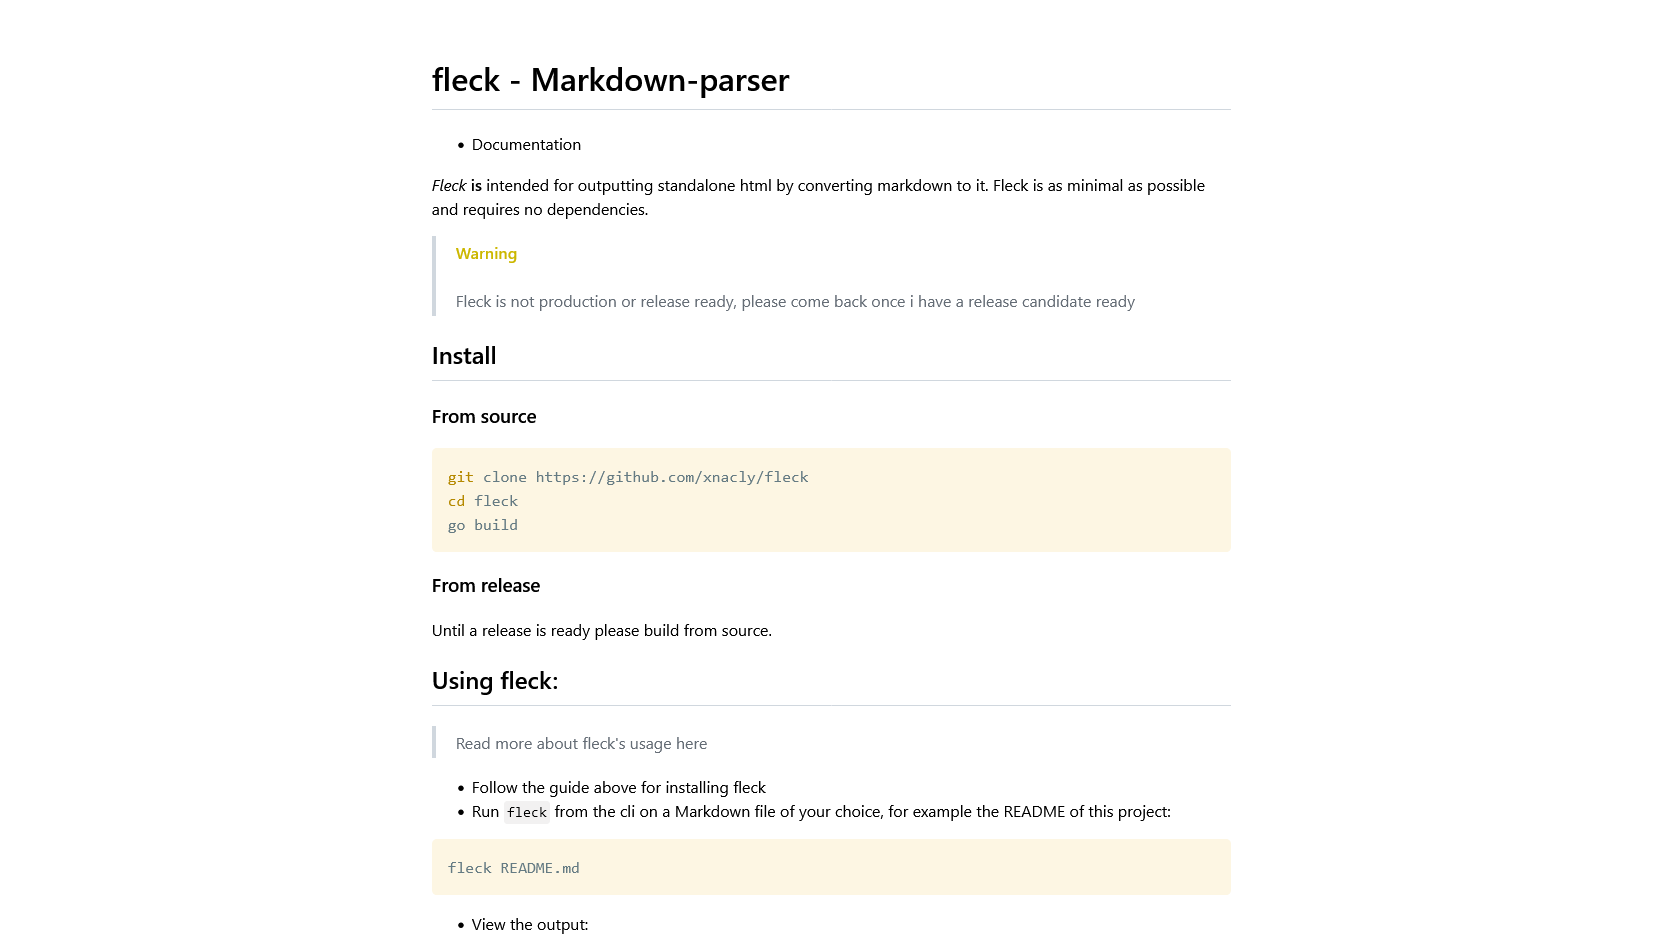 fleck - Markdown-parser
• Documentation
Fleck is intended for outputting standalone html by converting markdown to it. Fleck is as minimal as possible
and requires no dependencies.
Warning
Fleck is not production or release ready, please come back once i have a release candidate ready
Install
From source
git clone https://github.com/xnacly/fleck
cd fleck
go build
From release
Until a release is ready please build from source.
Using fleck:
Read more about fleck's usage here
• Follow the guide above for installing fleck
• Run fleck from the cli on a Markdown file of your choice, for example the README of this project:
fleck README.md
• View the output: